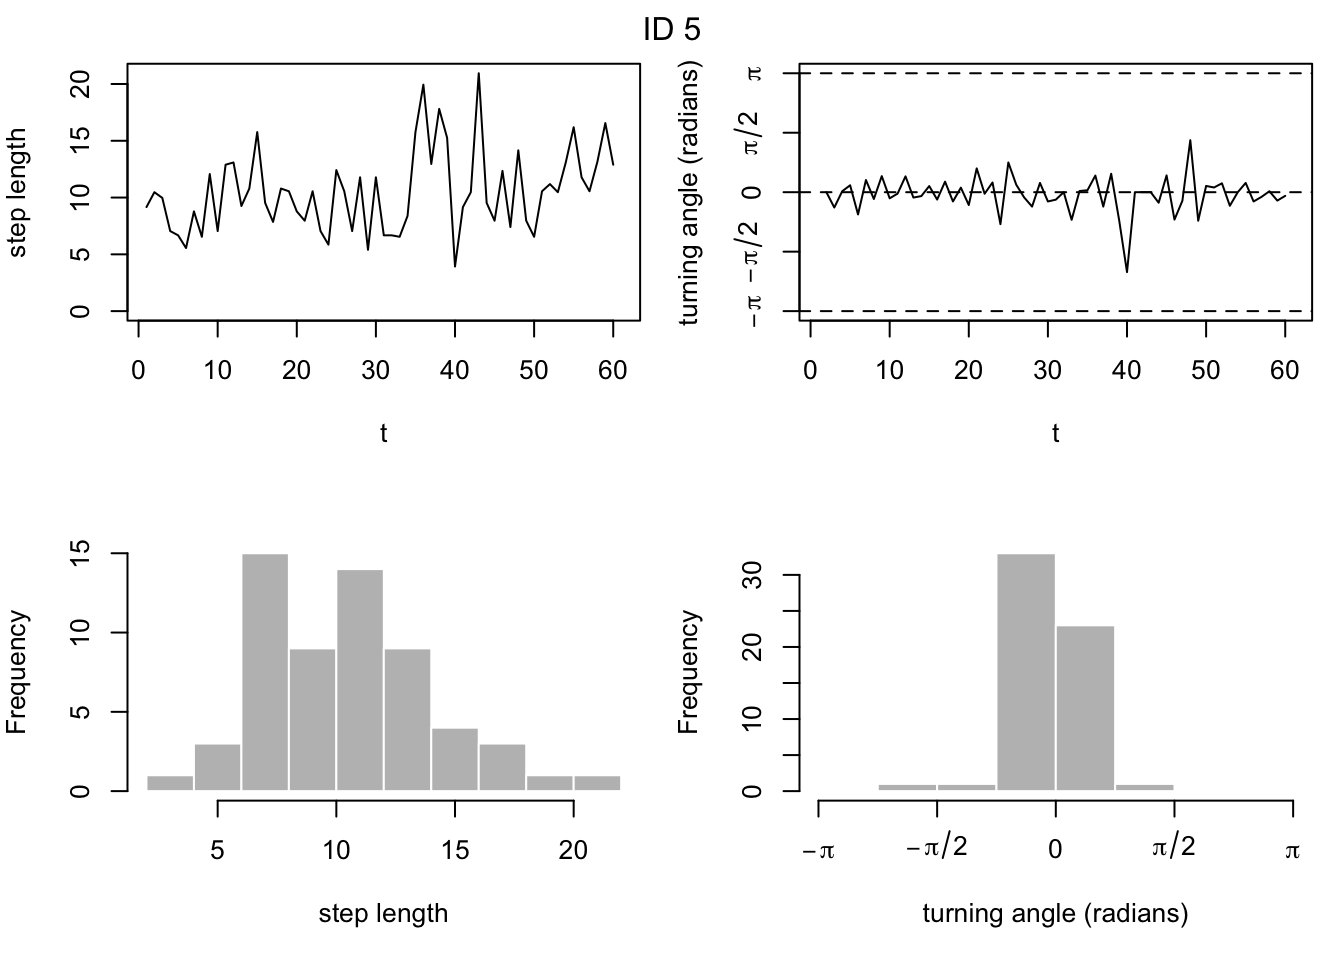 ID 5
step length
20
15
10
5
0
0 10 20 30 40 50 60
t
turning angle (radians)
π
π/2
0
−π/2
−π
0 10 20 30 40 50 60
t
Frequency
15
10
5
0
5 10 15 20
step length
Frequency
30
20
10
0
−π −π/2 0 π/2 π
turning angle (radians)